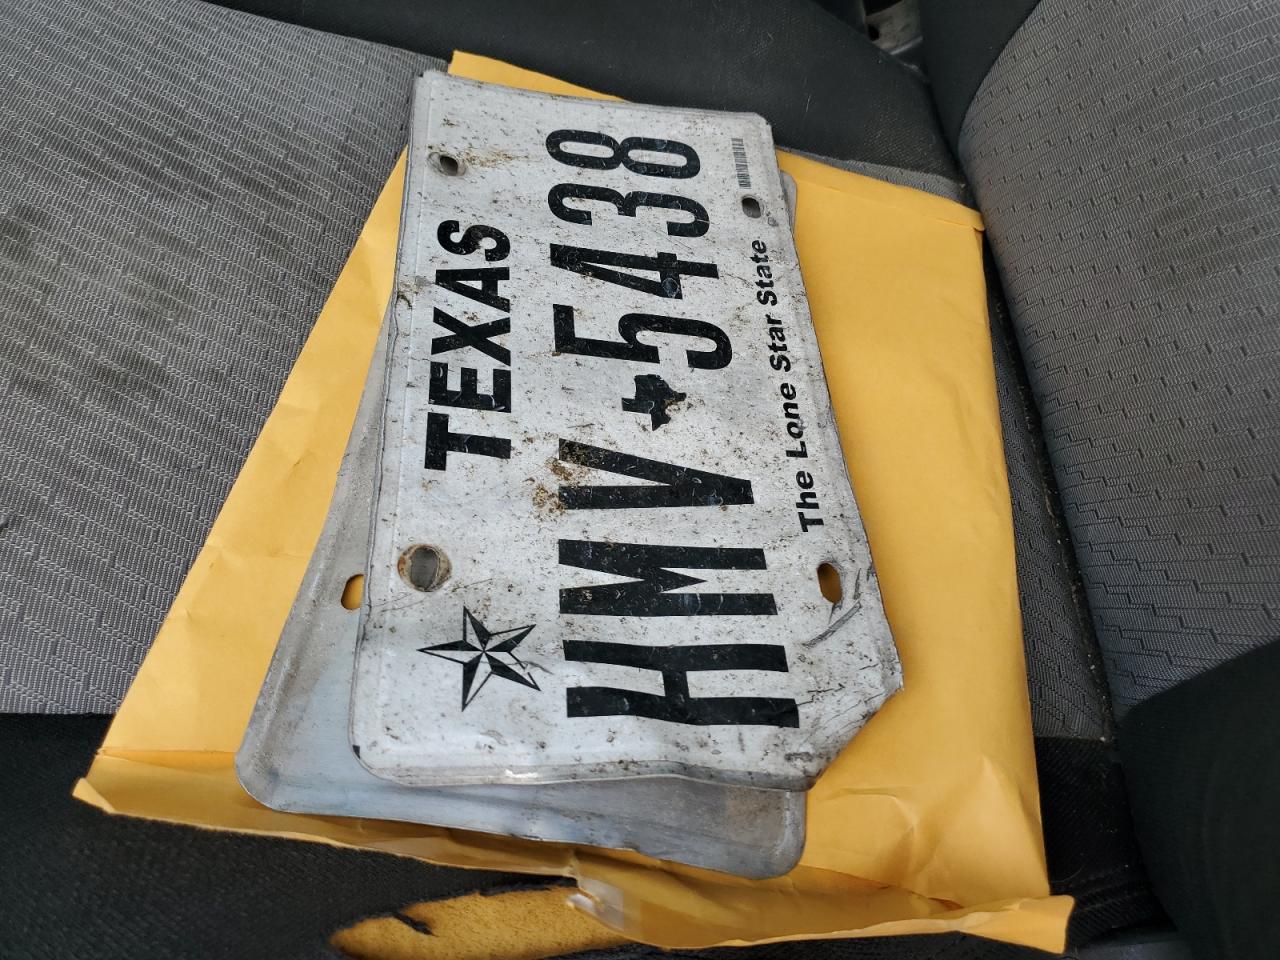 TEXAS
HMV 5438
The Lone Star State